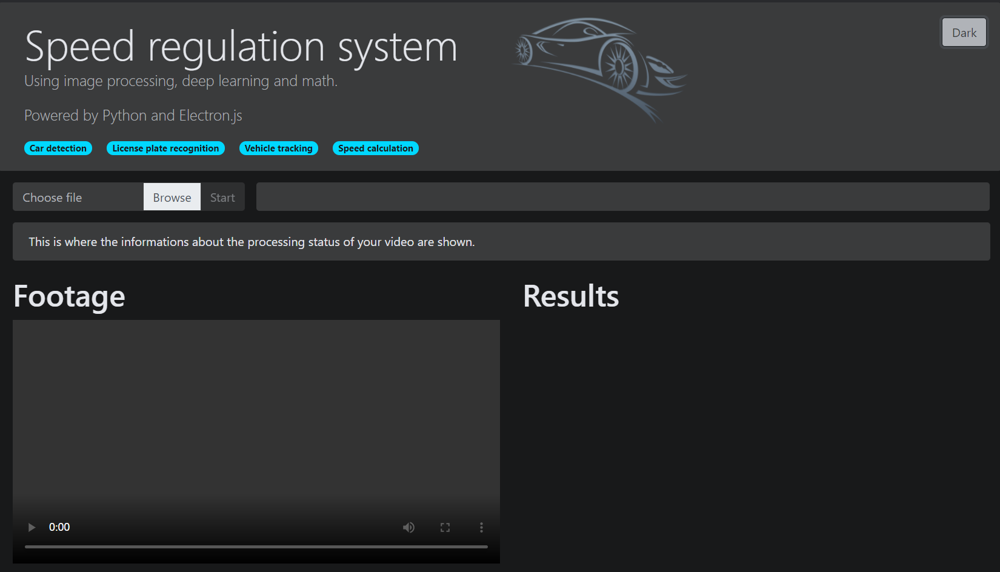 Speed regulation system
Dark
Using image processing, deep learning and math.
Powered by Python and Electron.js
Car detection License plate recognition Vehicle tracking Speed calculation
Choose file Browse Start
This is where the informations about the processing status of your video are shown.
Footage
Results
0:00